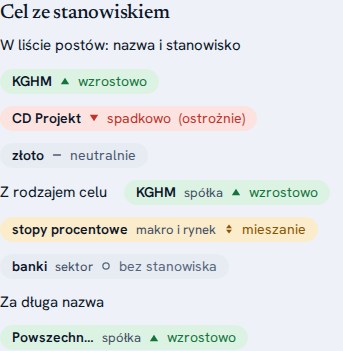 Cel ze stanowiskiem
W liście postów: nazwa i stanowisko
KGHM ▲ wzrostowo
CD Projekt ▼ spadkowo (ostrożnie)
złoto – neutralnie
Z rodzajem celu KGHM spółka ▲ wzrostowo
stopy procentowe makro i rynek ♦ mieszanie
banki sektor ○ bez stanowiska
Za długa nazwa
Powszechn... spółka ▲ wzrostowo